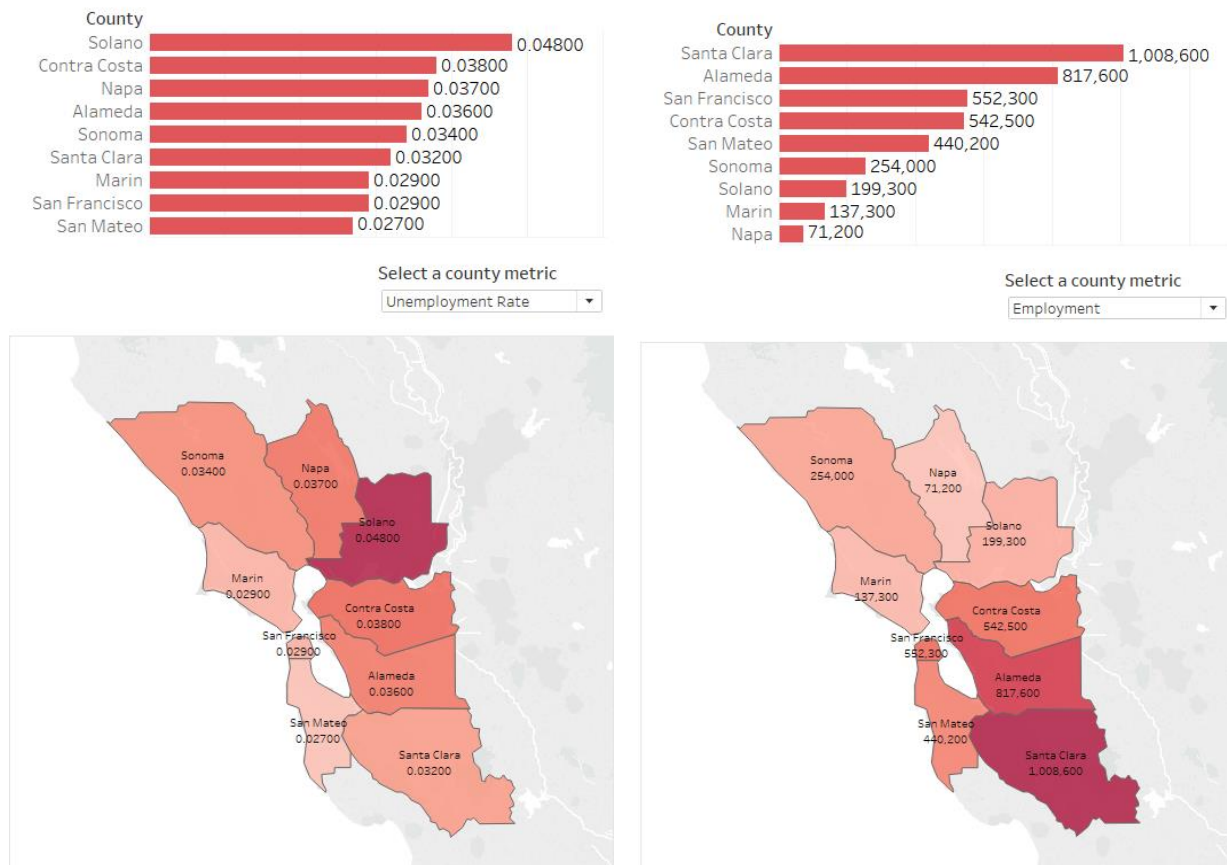 County
Solano 0.04800
Contra Costa 0.03800
Napa 0.03700
Alameda 0.03600
Sonoma 0.03400
Santa Clara 0.03200
Marin 0.02900
San Francisco 0.02900
San Mateo 0.02700
Select a county metric
Unemployment Rate
Sonoma
0.03400
Napa
0.03700
Solano
0.04800
Marin
0.02900
Contra Costa
0.03800
San Francisco
0.02900
Alameda
0.03600
San Mateo
0.02700
Santa Clara
0.03200
County
Santa Clara 1,008,600
Alameda 817,600
San Francisco 552,300
Contra Costa 542,500
San Mateo 440,200
Sonoma 254,000
Solano 199,300
Marin 137,300
Napa 71,200
Select a county metric
Employment
Sonoma
254,000
Napa
71,200
Solano
199,300
Marin
137,300
Contra Costa
542,500
San Francisco
552,300
Alameda
817,600
San Mateo
440,200
Santa Clara
1,008,600